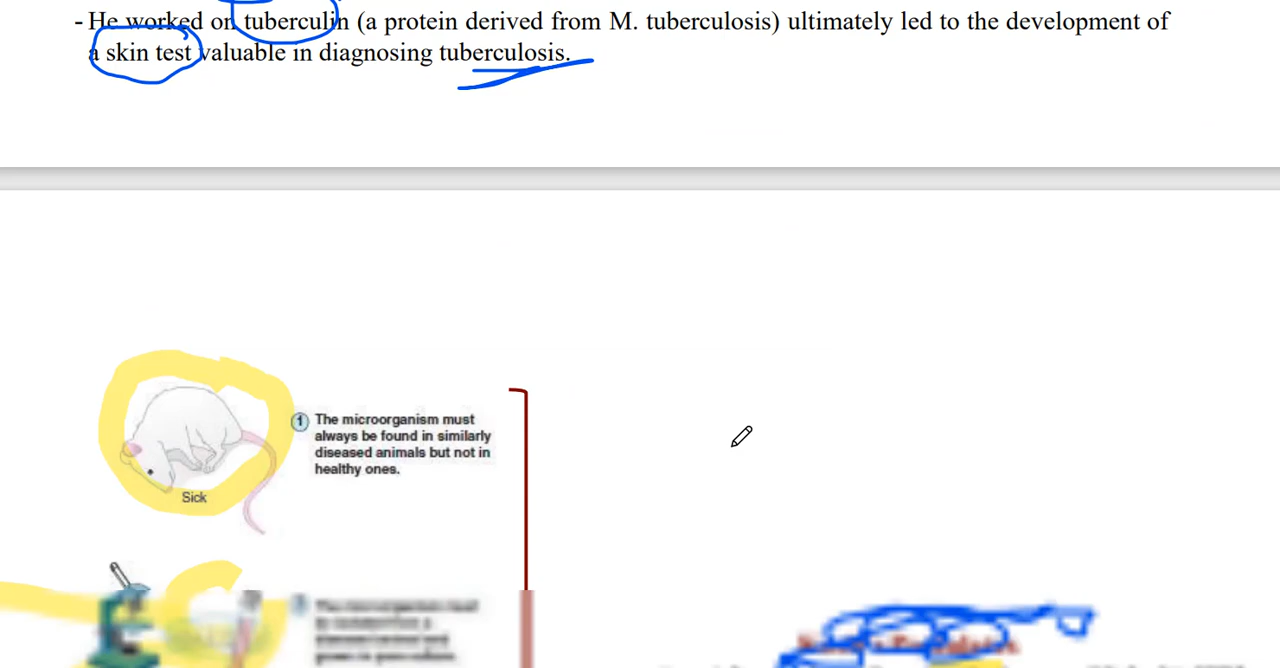 - He worked on tuberculin (a protein derived from M. tuberculosis) ultimately led to the development of
a skin test valuable in diagnosing tuberculosis.
1 The microorganism must
always be found in similarly
diseased animals but not in
healthy ones.
Sick